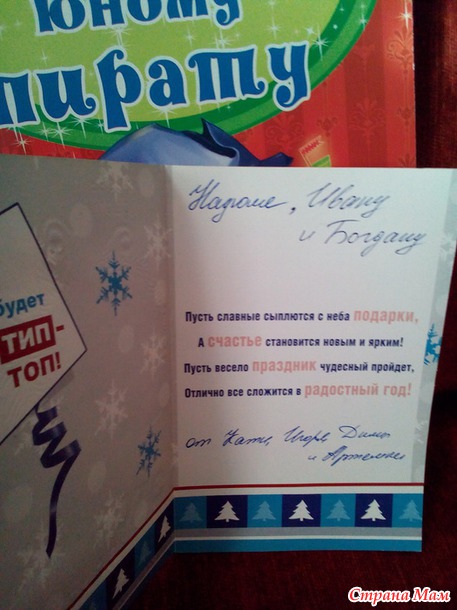 юному
пирату
будет
ТИП-
ТОП!
Ивану
и Богдану
Пусть славные сыплются с неба подарки,
А счастье становится новым и ярким!
Пусть весело праздник чудесный пройдет,
Отлично все сложится в радостный год!
от Кати, Игоря Димы
и Артемки
Страна Мам